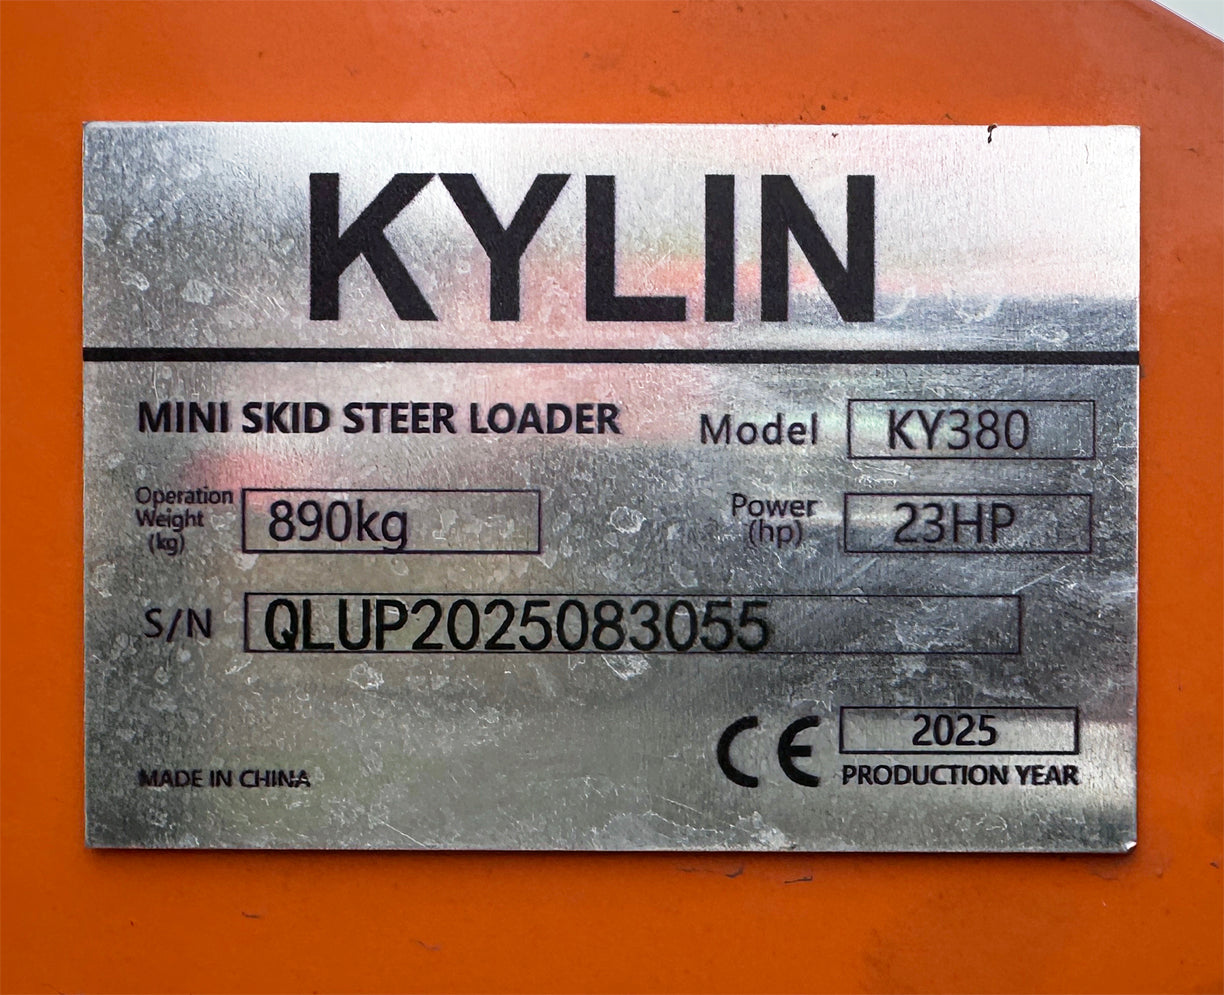 KYLIN
MINI SKID STEER LOADER
Model KY380
Operation
Weight
(kg)
890kg
Power
(hp)
23HP
S/N QLUP2025083055
CE 2025
PRODUCTION YEAR
MADE IN CHINA